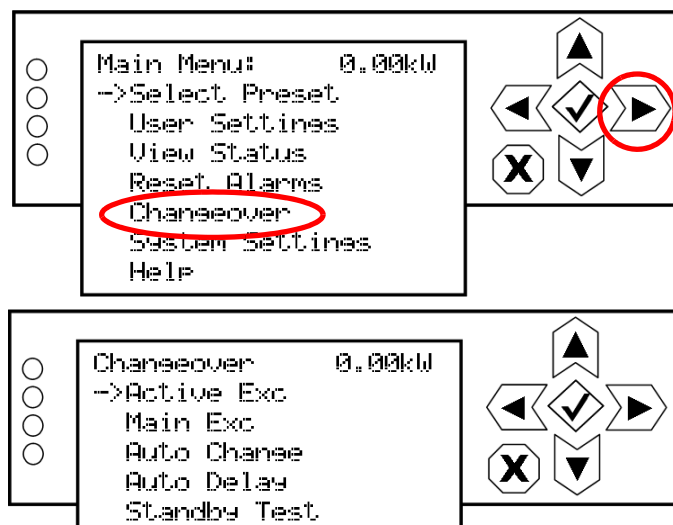 Main Menu: 0.00kW
->Select Preset
User Settings
View Status
Reset Alarms
Changeover
System Settings
Help
X
Changeover 0.00kW
->Active Exc
Main Exc
Auto Change
Auto Delay
Standby Test
X